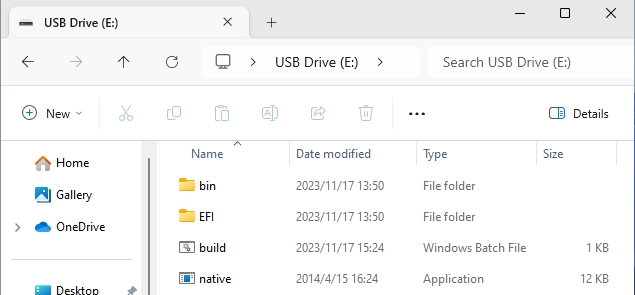 USB Drive (E:)
USB Drive (E:)
Search USB Drive (E:)
New
Details
Home
Gallery
OneDrive
Desktop
Name Date modified Type Size
bin 2023/11/17 13:50 File folder
EFI 2023/11/17 13:50 File folder
build 2023/11/17 15:24 Windows Batch File 1 KB
native 2014/4/15 16:24 Application 12 KB